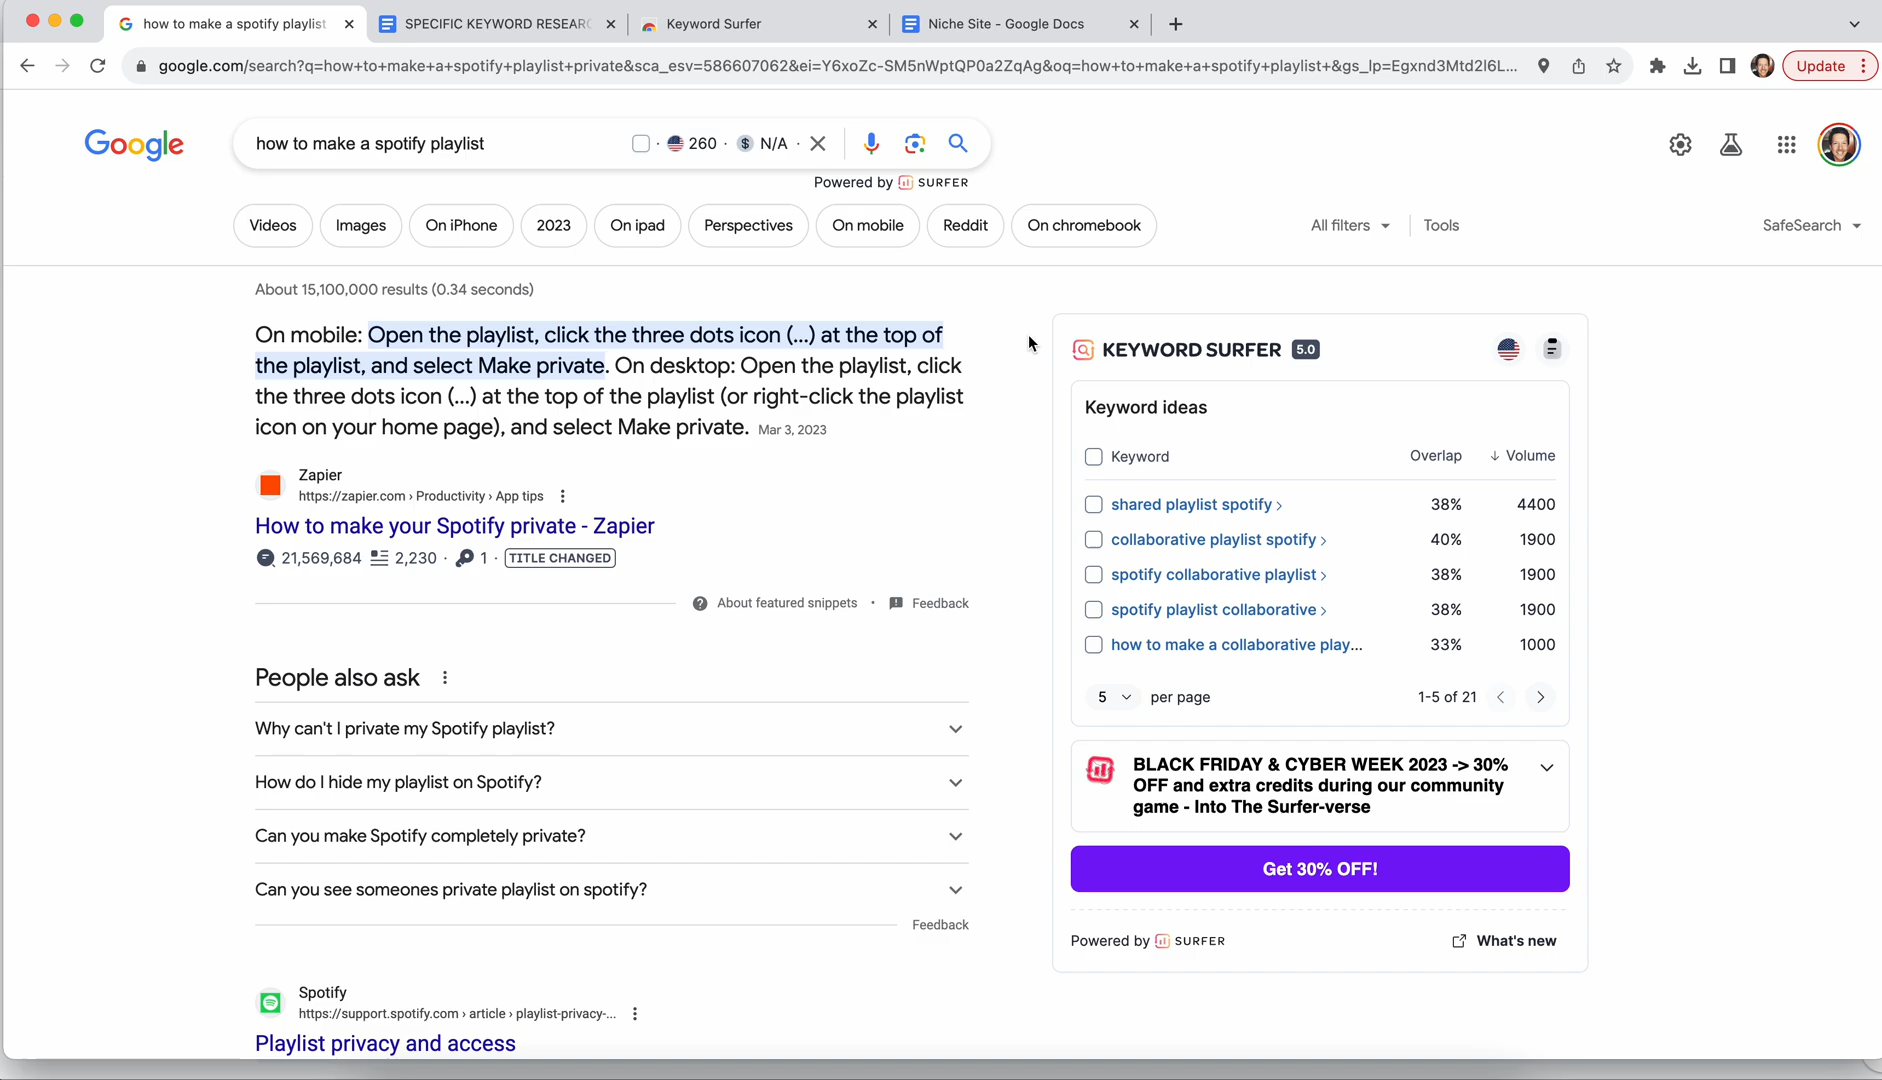 how to make a spotify playlist
SPECIFIC KEYWORD RESEARC
Keyword Surfer
Niche Site - Google Docs
google.com/search?q=how+to+make+a+spotify+playlist+private&sca_esv=586607062&ei=Y6xoZc-SM5nWptQP0a2ZqAg&oq=how+to+make+a+spotify+playlist+&gs_lp=Egxnd3Mtd2l6L...
Update
Google
how to make a spotify playlist
· 260 · $ N/A ·
Powered by SURFER
Videos
Images
On iPhone
2023
On ipad
Perspectives
On mobile
Reddit
On chromebook
All filters
Tools
SafeSearch
About 15,100,000 results (0.34 seconds)
On mobile: Open the playlist, click the three dots icon (...) at the top of
the playlist, and select Make private. On desktop: Open the playlist, click
the three dots icon (...) at the top of the playlist (or right-click the playlist
icon on your home page), and select Make private. Mar 3, 2023
Zapier
https://zapier.com › Productivity › App tips
How to make your Spotify private - Zapier
21,569,684 2,230 · 1 · TITLE CHANGED
About featured snippets · Feedback
People also ask
Why can't I private my Spotify playlist?
How do I hide my playlist on Spotify?
Can you make Spotify completely private?
Can you see someones private playlist on spotify?
Feedback
Spotify
https://support.spotify.com › article › playlist-privacy-...
Playlist privacy and access
KEYWORD SURFER 5.0
Keyword ideas
Keyword Overlap ↓ Volume
shared playlist spotify › 38% 4400
collaborative playlist spotify › 40% 1900
spotify collaborative playlist › 38% 1900
spotify playlist collaborative › 38% 1900
how to make a collaborative play... 33% 1000
5 per page 1-5 of 21
BLACK FRIDAY & CYBER WEEK 2023 -> 30%
OFF and extra credits during our community
game - Into The Surfer-verse
Get 30% OFF!
Powered by SURFER
What's new